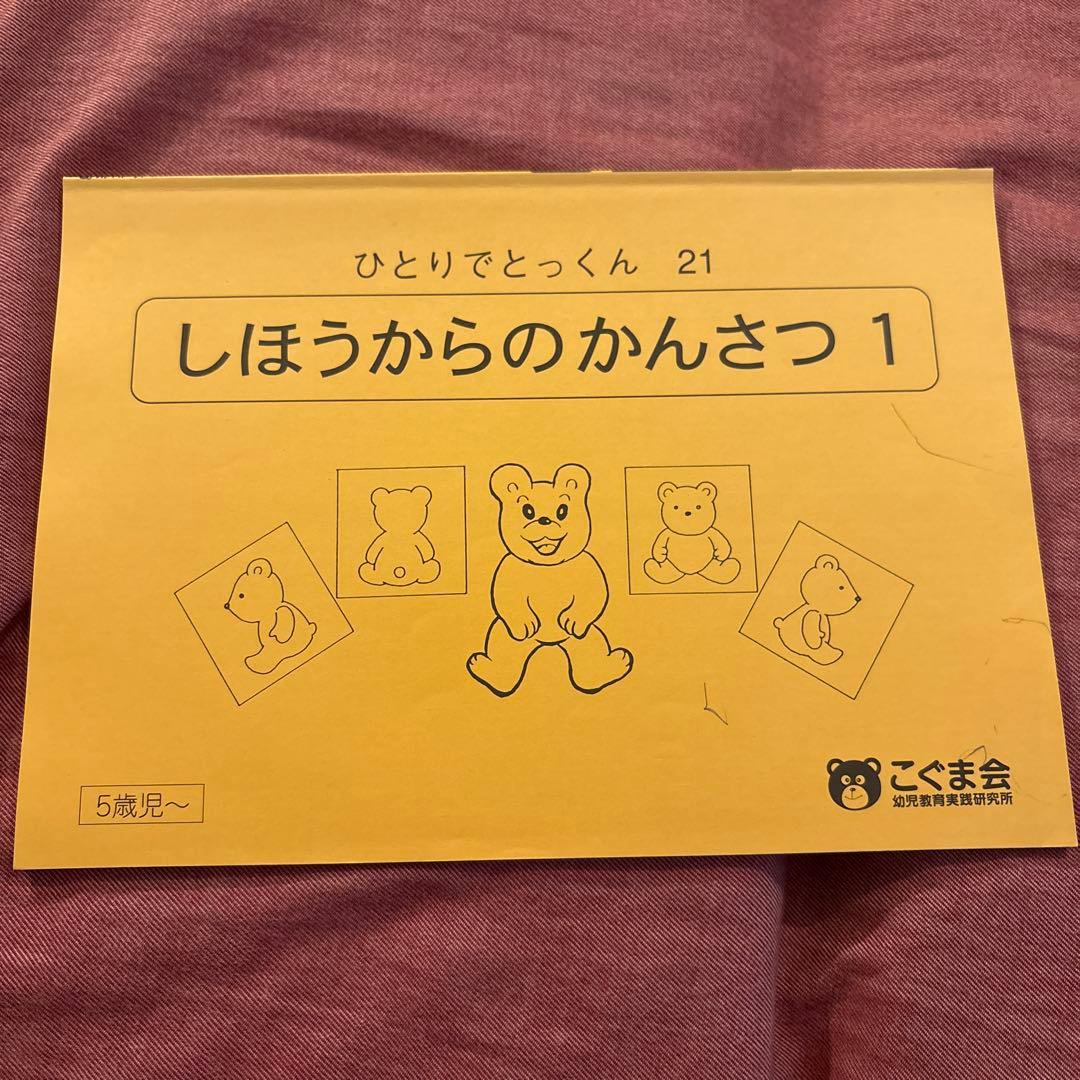 ひとりでとっくん 21
しほうからのかんさつ 1
5歳児～
こぐま会
幼児教育実践研究所